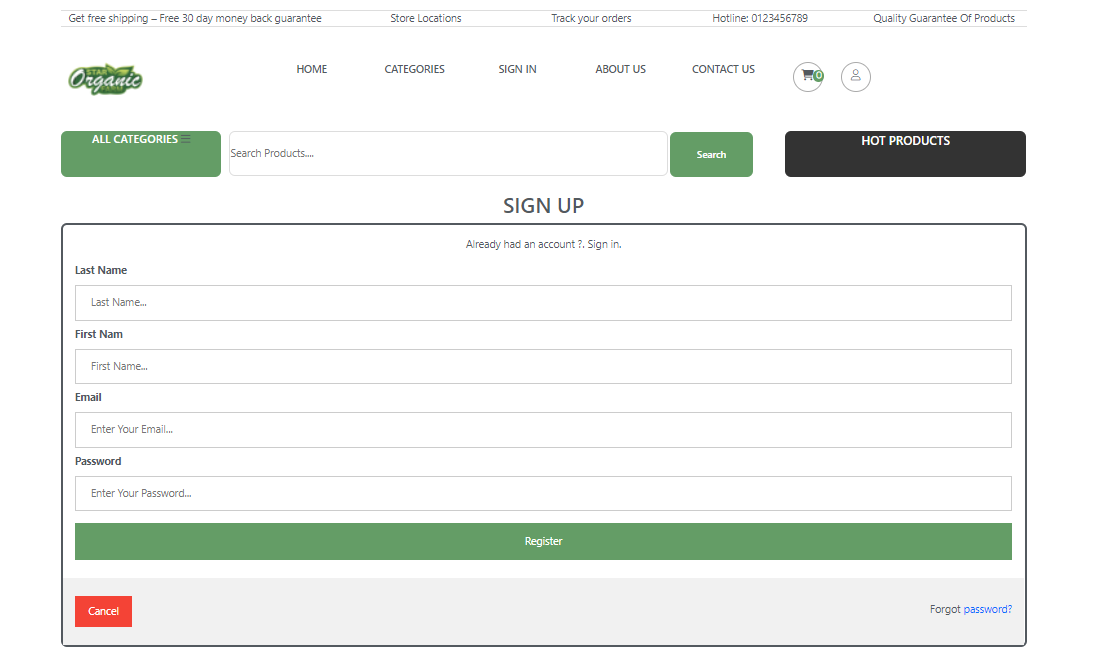 Get free shipping – Free 30 day money back guarantee Store Locations Track your orders Hotline: 0123456789 Quality Guarantee Of Products
STAR
Organic
HOME CATEGORIES SIGN IN ABOUT US CONTACT US 0
ALL CATEGORIES
Search Products....
Search
HOT PRODUCTS
SIGN UP
Already had an account ?. Sign in.
Last Name
Last Name...
First Nam
First Name...
Email
Enter Your Email...
Password
Enter Your Password...
Register
Cancel
Forgot password?